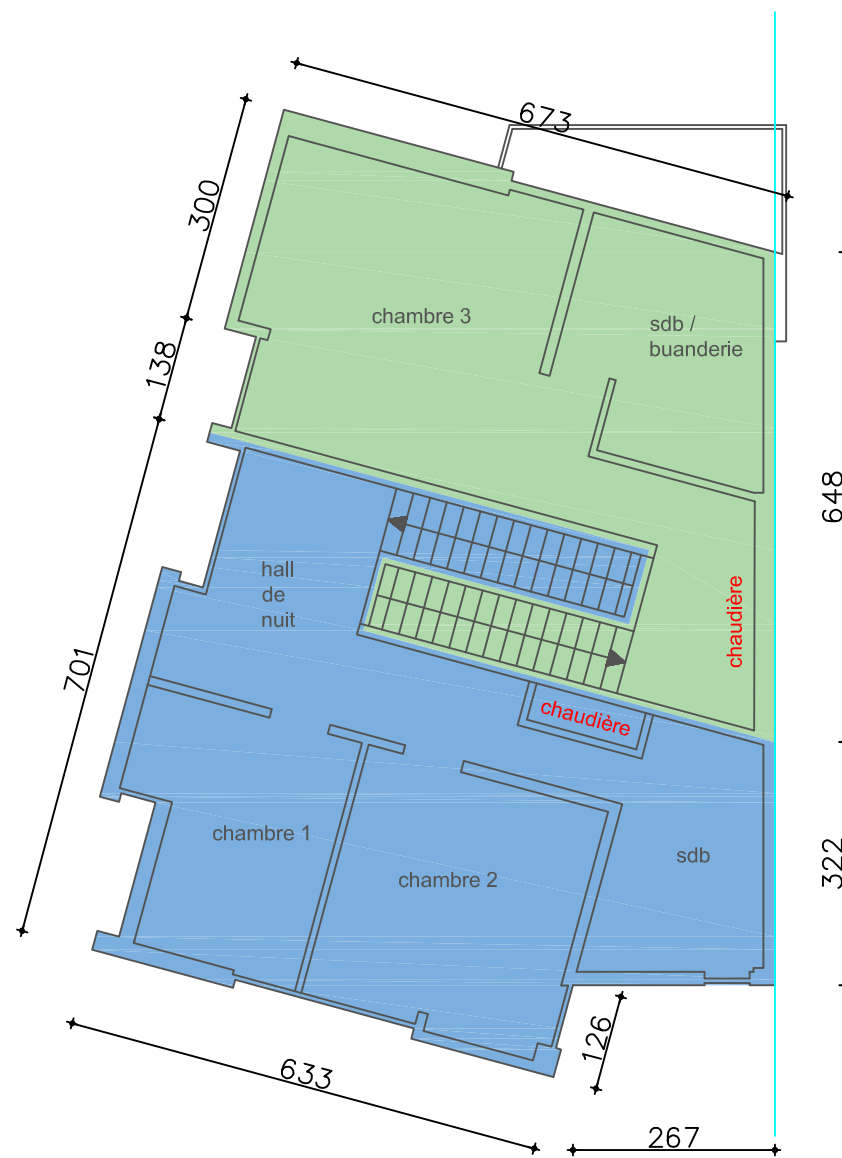 673
300
chambre 3
sdb /
buanderie
138
648
hall
de
nuit
chaudière
701
chaudière
chambre 1
sdb
322
chambre 2
126
633
267